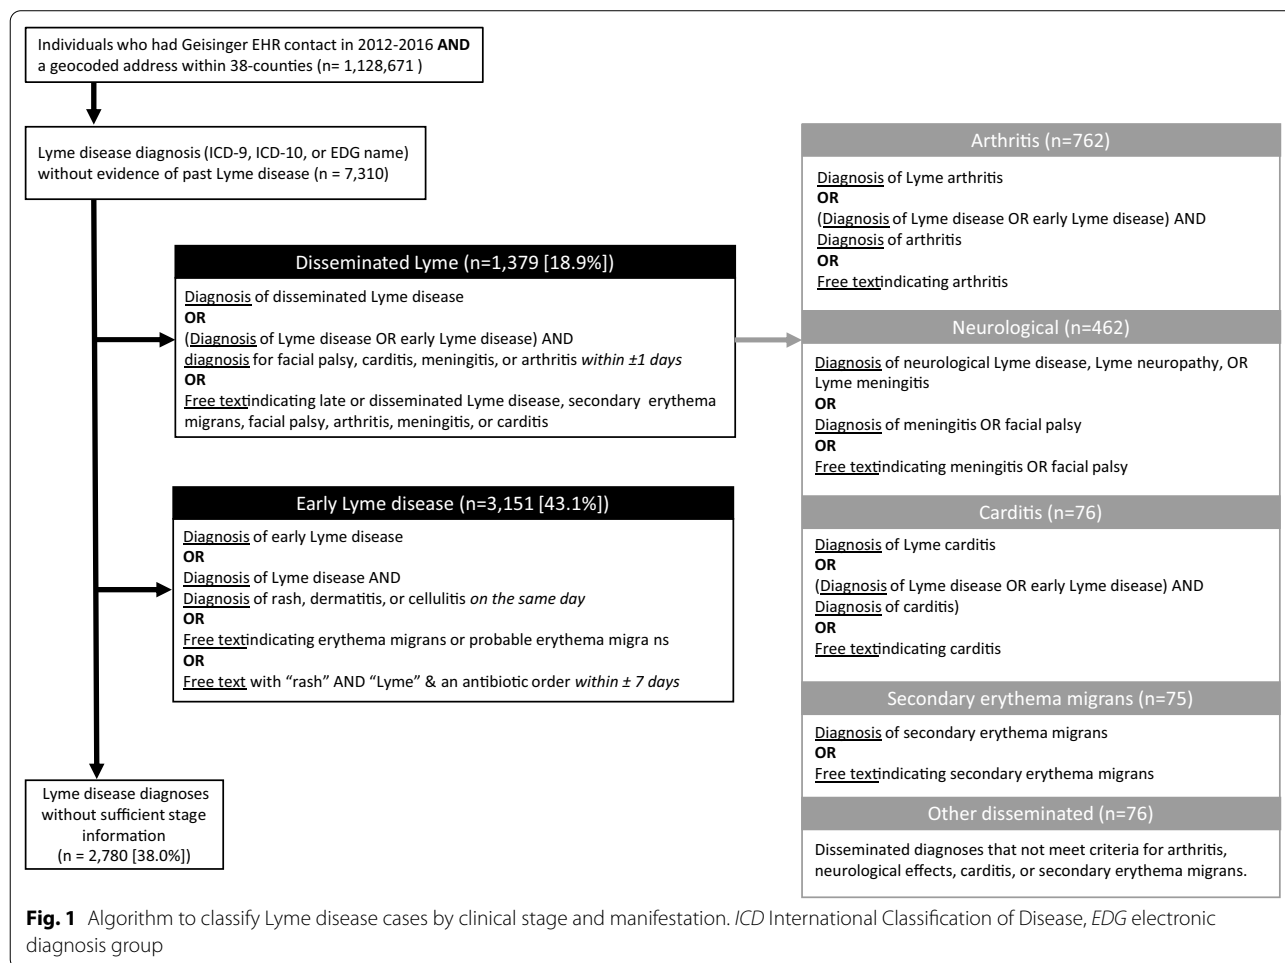 Individuals who had Geisinger EHR contact in 2012-2016 AND
a geocoded address within 38-counties (n= 1,128,671 )
Lyme disease diagnosis (ICD-9, ICD-10, or EDG name)
without evidence of past Lyme disease (n = 7,310)
Disseminated Lyme (n=1,379 [18.9%])
Diagnosis of disseminated Lyme disease
OR
(Diagnosis of Lyme disease OR early Lyme disease) AND
diagnosis for facial palsy, carditis, meningitis, or arthritis within ±1 days
OR
Free textindicating late or disseminated Lyme disease, secondary erythema
migrans, facial palsy, arthritis, meningitis, or carditis
Early Lyme disease (n=3,151 [43.1%])
Diagnosis of early Lyme disease
OR
Diagnosis of Lyme disease AND
Diagnosis of rash, dermatitis, or cellulitis on the same day
OR
Free textindicating erythema migrans or probable erythema migra ns
OR
Free text with “rash” AND “Lyme” & an antibiotic order within ± 7 days
Lyme disease diagnoses
without sufficient stage
information
(n = 2,780 [38.0%])
Arthritis (n=762)
Diagnosis of Lyme arthritis
OR
(Diagnosis of Lyme disease OR early Lyme disease) AND
Diagnosis of arthritis
OR
Free textindicating arthritis
Neurological (n=462)
Diagnosis of neurological Lyme disease, Lyme neuropathy, OR
Lyme meningitis
OR
Diagnosis of meningitis OR facial palsy
OR
Free textindicating meningitis OR facial palsy
Carditis (n=76)
Diagnosis of Lyme carditis
OR
(Diagnosis of Lyme disease OR early Lyme disease) AND
Diagnosis of carditis)
OR
Free textindicating carditis
Secondary erythema migrans (n=75)
Diagnosis of secondary erythema migrans
OR
Free textindicating secondary erythema migrans
Other disseminated (n=76)
Disseminated diagnoses that not meet criteria for arthritis,
neurological effects, carditis, or secondary erythema migrans.
Fig. 1 Algorithm to classify Lyme disease cases by clinical stage and manifestation. ICD International Classification of Disease, EDG electronic
diagnosis group